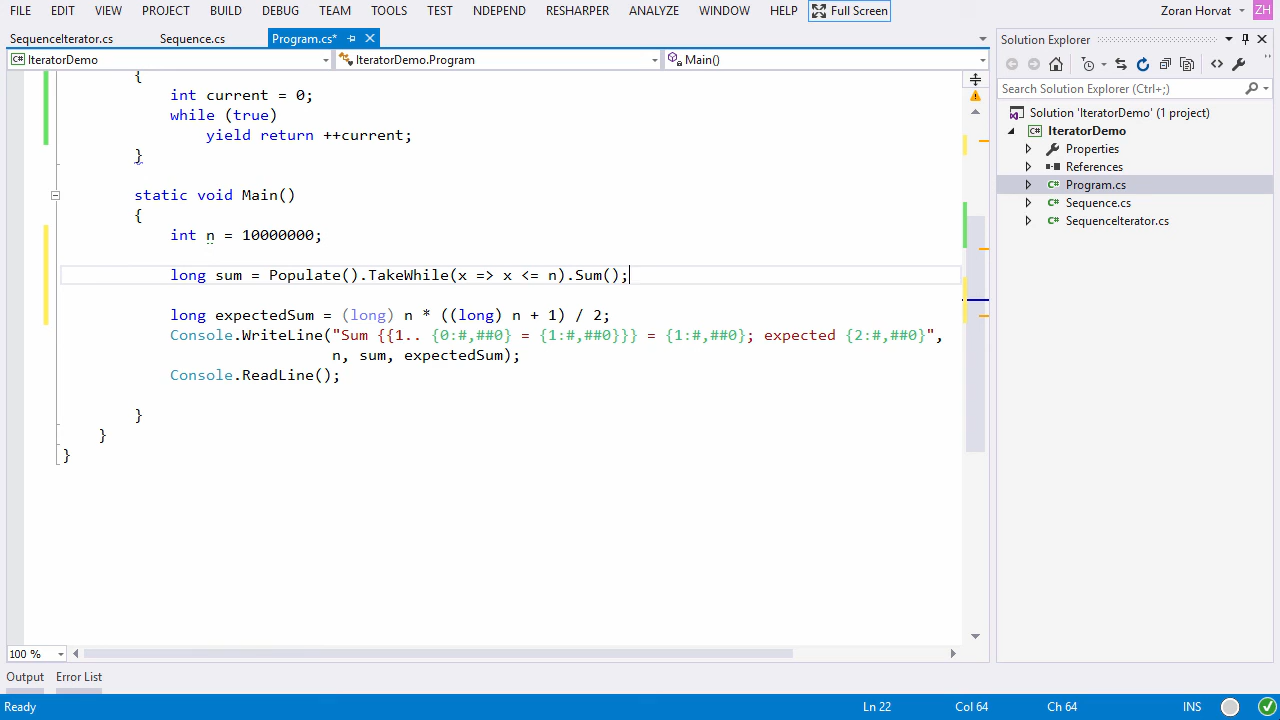 FILE EDIT VIEW PROJECT BUILD DEBUG TEAM TOOLS TEST NDEPEND RESHARPER ANALYZE WINDOW HELP Full Screen Zoran Horvat ZH
SequenceIterator.cs Sequence.cs Program.cs*
C# IteratorDemo IteratorDemo.Program Main()
{
int current = 0;
while (true)
yield return ++current;
}
static void Main()
{
int n = 10000000;
long sum = Populate().TakeWhile(x => x <= n).Sum();
long expectedSum = (long) n * ((long) n + 1) / 2;
Console.WriteLine("Sum {{1.. {0:#,##0} = {1:#,##0}}} = {1:#,##0}; expected {2:#,##0}",
n, sum, expectedSum);
Console.ReadLine();
}
}
}
100 %
Output Error List
Solution Explorer
Search Solution Explorer (Ctrl+;)
Solution 'IteratorDemo' (1 project)
C# IteratorDemo
Properties
References
C# Program.cs
C# Sequence.cs
C# SequenceIterator.cs
Ready Ln 22 Col 64 Ch 64 INS